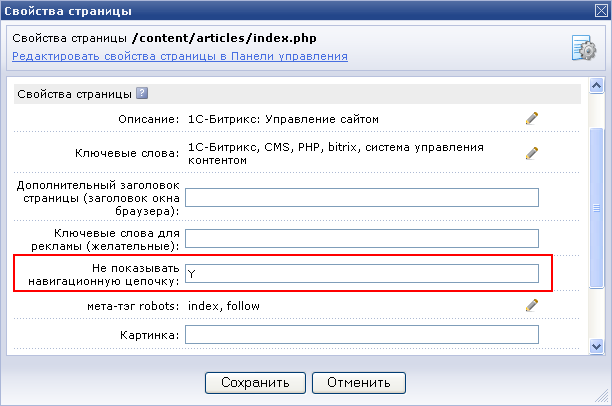 Свойства страницы
Свойства страницы /content/articles/index.php
Редактировать свойства страницы в Панели управления
Свойства страницы ?
Описание: 1С-Битрикс: Управление сайтом
Ключевые слова: 1С-Битрикс, CMS, PHP, bitrix, система управления
контентом
Дополнительный заголовок
страницы (заголовок окна
браузера):
Ключевые слова для
рекламы (желательные):
Не показывать
навигационную цепочку: Y
мета-тэг robots: index, follow
Картинка:
Сохранить Отменить